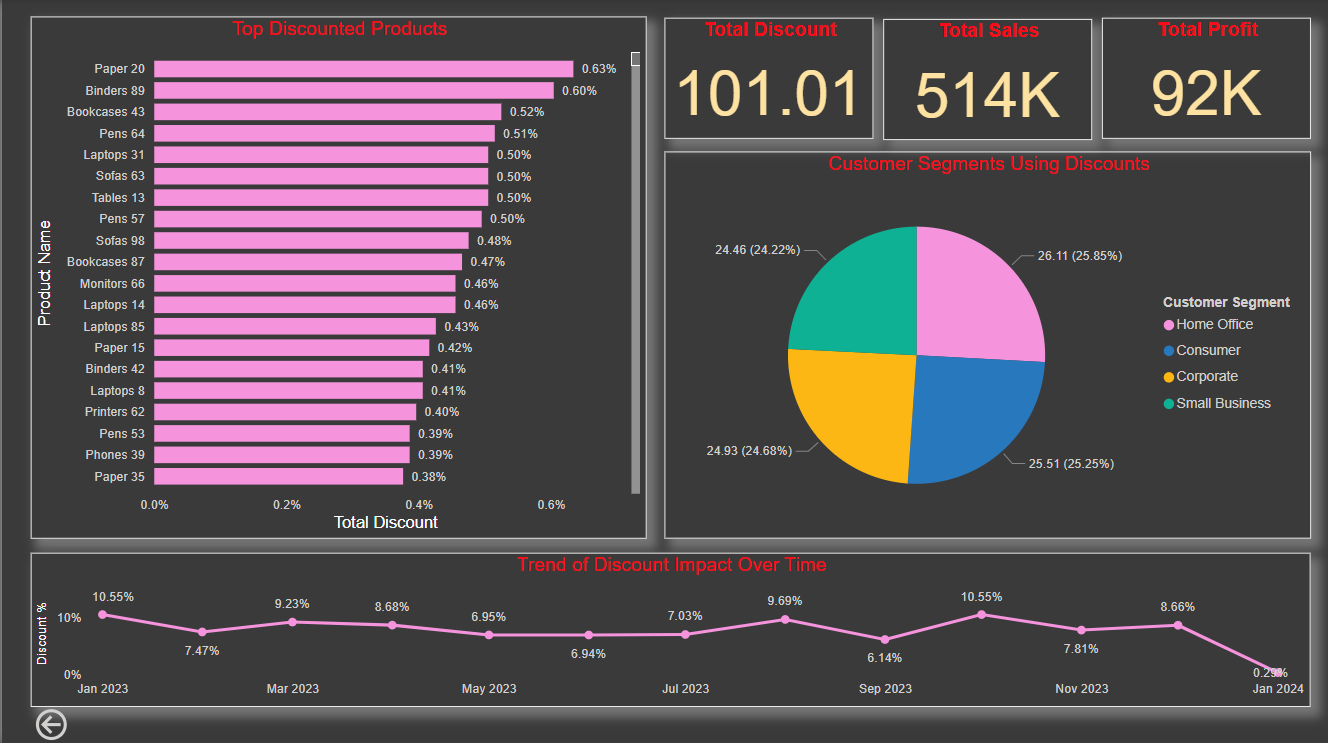 Top Discounted Products
Product Name
Paper 20 0.63%
Binders 89 0.60%
Bookcases 43 0.52%
Pens 64 0.51%
Laptops 31 0.50%
Sofas 63 0.50%
Tables 13 0.50%
Pens 57 0.50%
Sofas 98 0.48%
Bookcases 87 0.47%
Monitors 66 0.46%
Laptops 14 0.46%
Laptops 85 0.43%
Paper 15 0.42%
Binders 42 0.41%
Laptops 8 0.41%
Printers 62 0.40%
Pens 53 0.39%
Phones 39 0.39%
Paper 35 0.38%
0.0% 0.2% 0.4% 0.6%
Total Discount
Total Discount
101.01
Total Sales
514K
Total Profit
92K
Customer Segments Using Discounts
24.46 (24.22%)
26.11 (25.85%)
24.93 (24.68%)
25.51 (25.25%)
Customer Segment
Home Office
Consumer
Corporate
Small Business
Trend of Discount Impact Over Time
Discount %
10%
0%
10.55% 7.47% 9.23% 8.68% 6.95% 6.94% 7.03% 9.69% 6.14% 10.55% 7.81% 8.66% 0.29%
Jan 2023 Mar 2023 May 2023 Jul 2023 Sep 2023 Nov 2023 Jan 2024